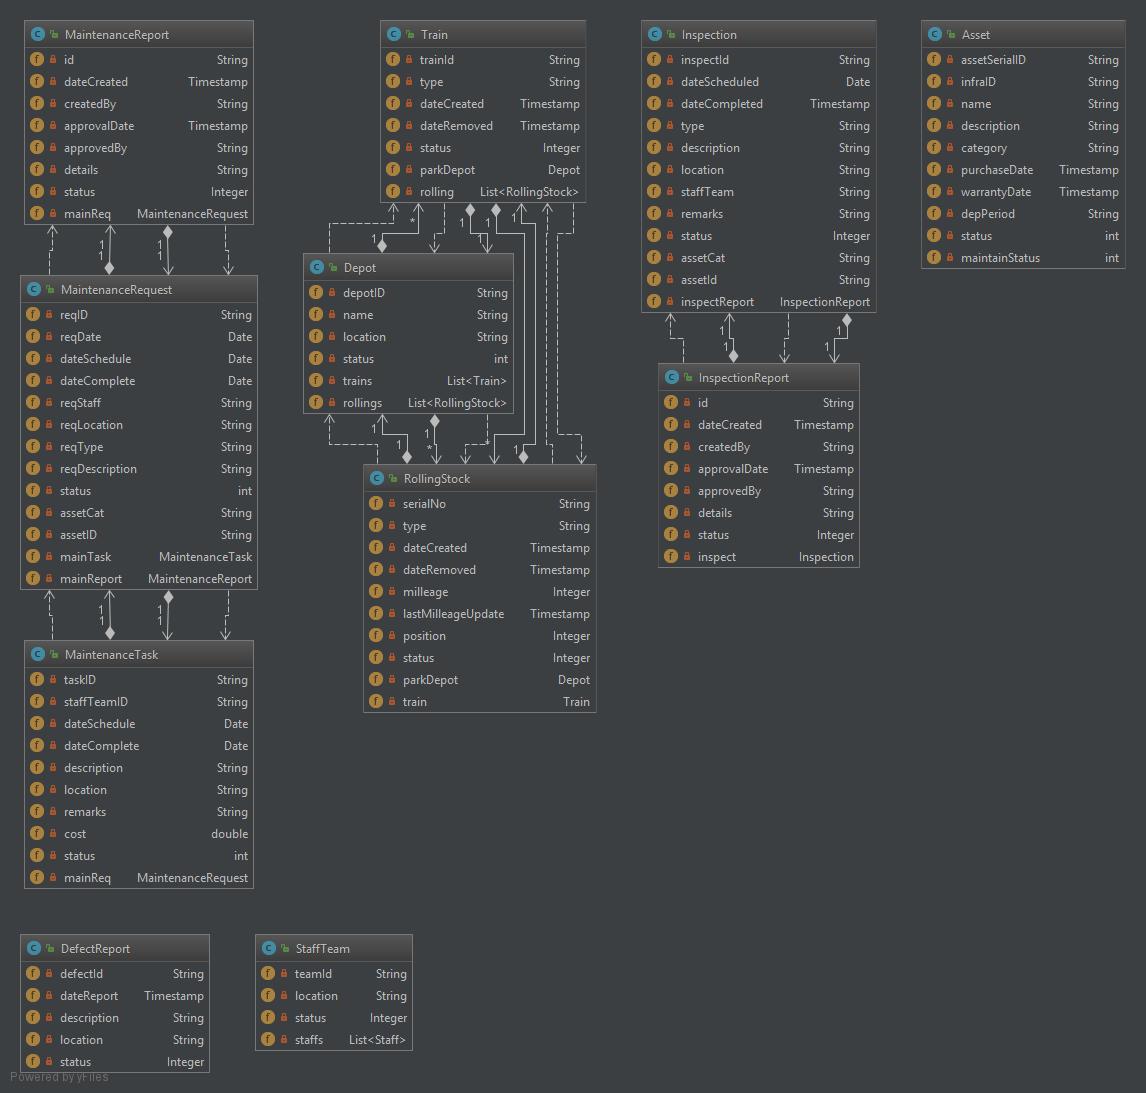 MaintenanceReport
id String
dateCreated Timestamp
createdBy String
approvalDate Timestamp
approvedBy String
details String
status Integer
mainReq MaintenanceRequest
1
1
1
1
MaintenanceRequest
reqID String
reqDate Date
dateSchedule Date
dateComplete Date
reqStaff String
reqLocation String
reqType String
reqDescription String
status int
assetCat String
assetID String
mainTask MaintenanceTask
mainReport MaintenanceReport
1
1
1
1
MaintenanceTask
taskID String
staffTeamID String
dateSchedule Date
dateComplete Date
description String
location String
remarks String
cost double
status int
mainReq MaintenanceRequest
Train
trainId String
type String
dateCreated Timestamp
dateRemoved Timestamp
status Integer
parkDepot Depot
rolling List<RollingStock>
*
1
1
1
1
1
Depot
depotID String
name String
location String
status int
trains List<Train>
rollings List<RollingStock>
1
1
1
*
*
1
RollingStock
serialNo String
type String
dateCreated Timestamp
dateRemoved Timestamp
milleage Integer
lastMilleageUpdate Timestamp
position Integer
status Integer
parkDepot Depot
train Train
Inspection
inspectId String
dateScheduled Date
dateCompleted Timestamp
type String
description String
location String
staffTeam String
remarks String
status Integer
assetCat String
assetId String
inspectReport InspectionReport
1
1
1
1
InspectionReport
id String
dateCreated Timestamp
createdBy String
approvalDate Timestamp
approvedBy String
details String
status Integer
inspect Inspection
Asset
assetSerialID String
infraID String
name String
description String
category String
purchaseDate Timestamp
warrantyDate Timestamp
depPeriod String
status int
maintainStatus int
DefectReport
defectId String
dateReport Timestamp
description String
location String
status Integer
StaffTeam
teamId String
location String
status Integer
staffs List<Staff>
Powered by yFiles